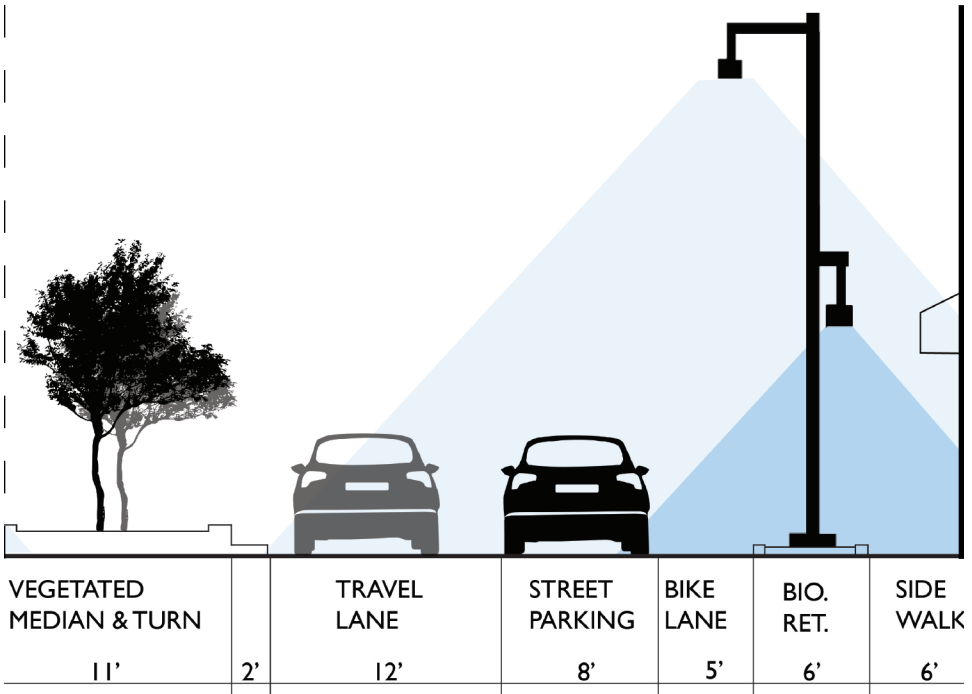 VEGETATED
MEDIAN & TURN
11’
2’
TRAVEL
LANE
12’
STREET
PARKING
8’
BIKE
LANE
5’
BIO.
RET.
6’
SIDE
WALK
6’